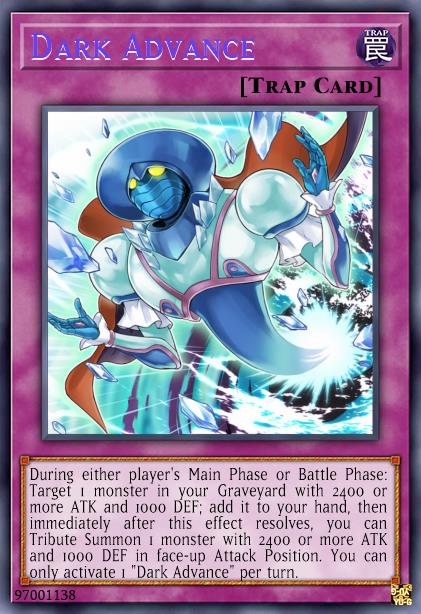 DARK ADVANCE
TRAP
罠
[TRAP CARD]
During either player's Main Phase or Battle Phase:
Target 1 monster in your Graveyard with 2400 or
more ATK and 1000 DEF; add it to your hand, then
immediately after this effect resolves, you can
Tribute Summon 1 monster with 2400 or more ATK
and 1000 DEF in face-up Attack Position. You can
only activate 1 "Dark Advance" per turn.
97001138